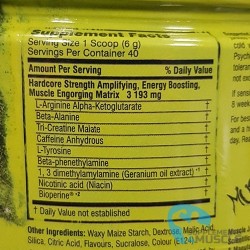 Supplement Facts
Serving Size 1 Scoop (6 g)
Servings Per Container 40
Amount Per Serving % Daily Value
Hardcore Strength Amplifying, Energy Boosting,
Muscle Engorging Matrix 3 193 mg
L-Arginine Alpha-Ketoglutarate †
Beta-Alanine †
Tri-Creatine Malate †
Caffeine Anhydrous †
L-Tyrosine †
Beta-phenethylamine †
1, 3 dimethylamylamine (Geranium oil extract) *¹ †
Nicotinic acid (Niacin) †
Bioperine® *² †
† Daily Value not established
Other Ingredients: Waxy Maize Starch, Dextrose, Malic Acid,
Silica, Citric Acid, Flavours, Sucralose, Colour (E124)